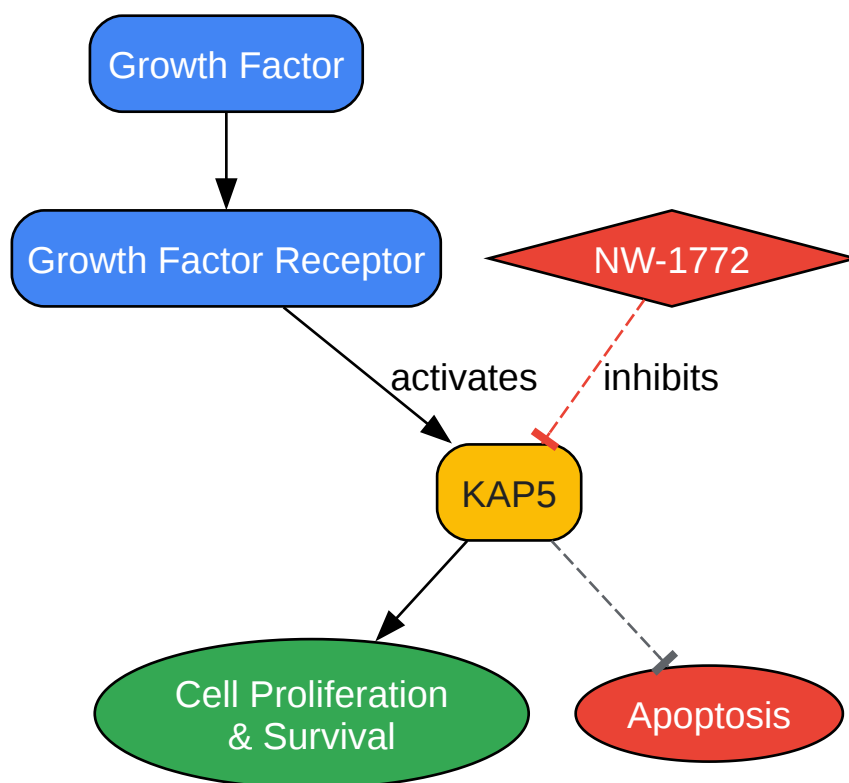 Growth Factor
Growth Factor Receptor
NW-1772
activates
inhibits
KAP5
Cell Proliferation
& Survival
Apoptosis